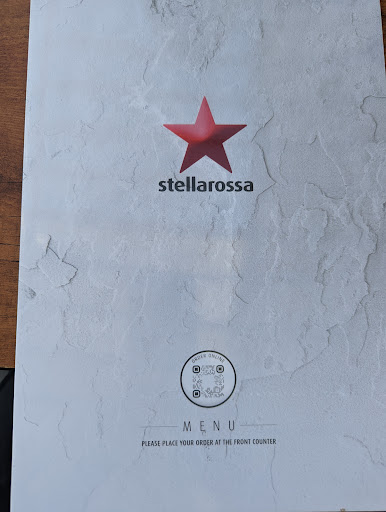 stellarossa
ORDER ONLINE
MENU
PLEASE PLACE YOUR ORDER AT THE FRONT COUNTER